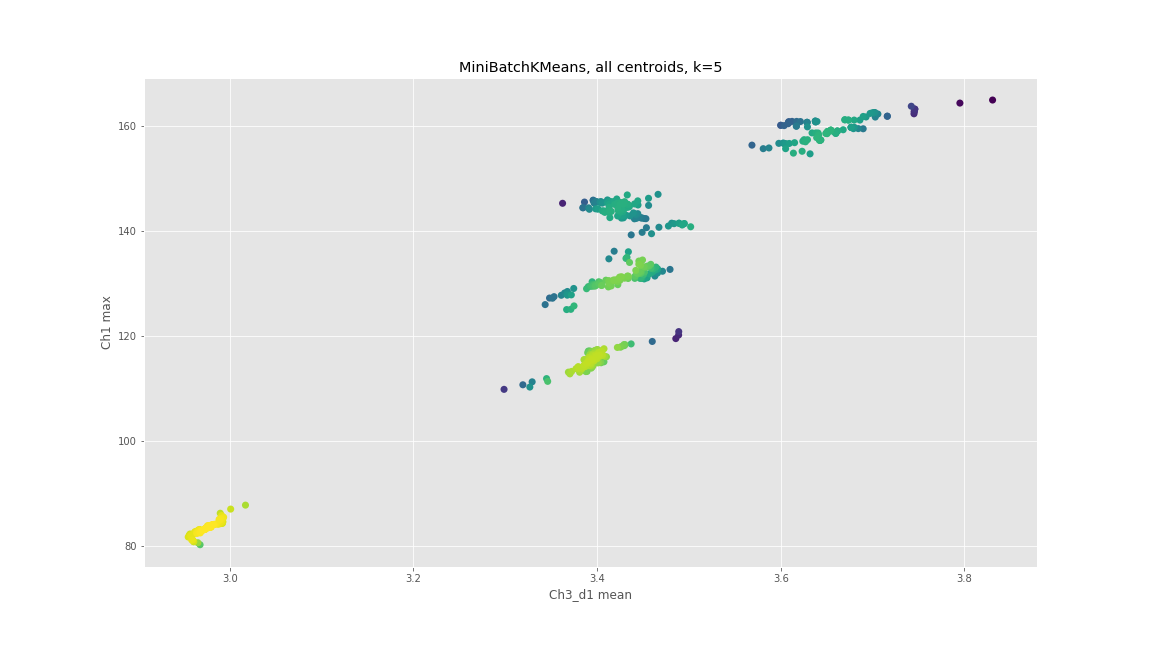 MiniBatchKMeans, all centroids, k=5
160
140
120
100
80
Ch1 max
3.0 3.2 3.4 3.6 3.8
Ch3_d1 mean